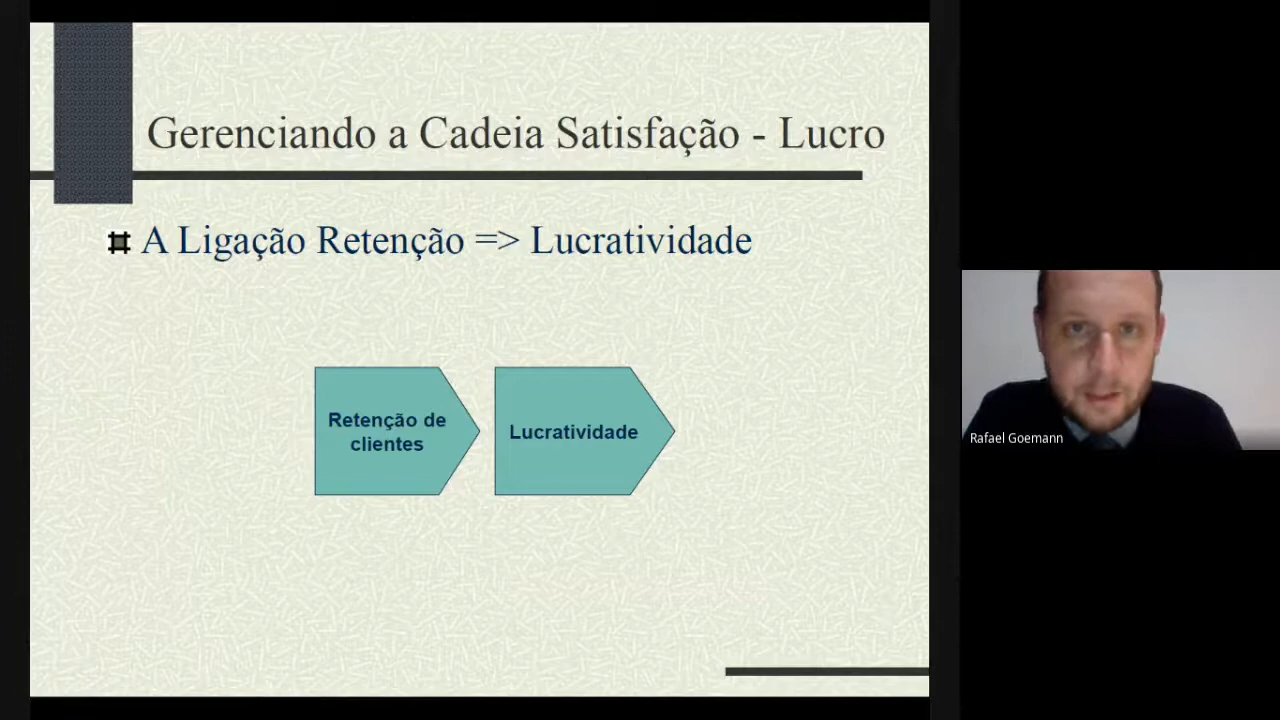 Gerenciando a Cadeia Satisfação - Lucro
A Ligação Retenção => Lucratividade
Retenção de
clientes
Lucratividade
Rafael Goemann